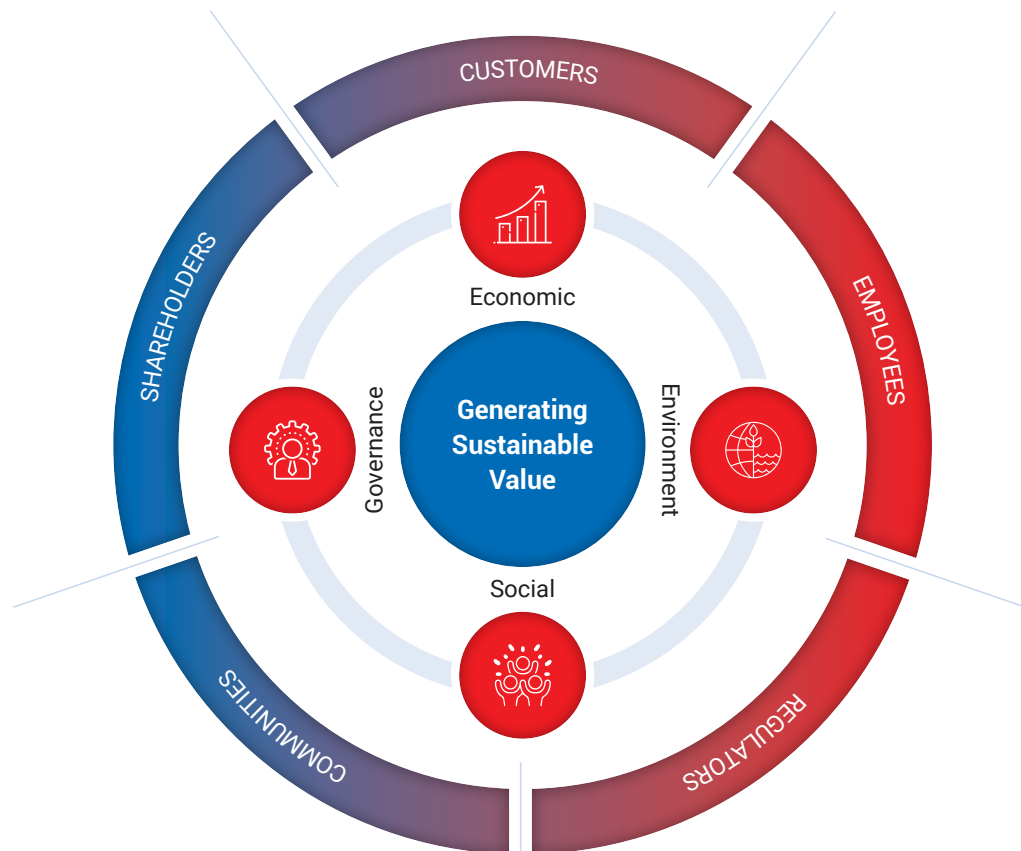 CUSTOMERS
EMPLOYEES
REGULATORS
COMMUNITIES
SHAREHOLDERS
Economic
Environment
Social
Governance
Generating
Sustainable
Value